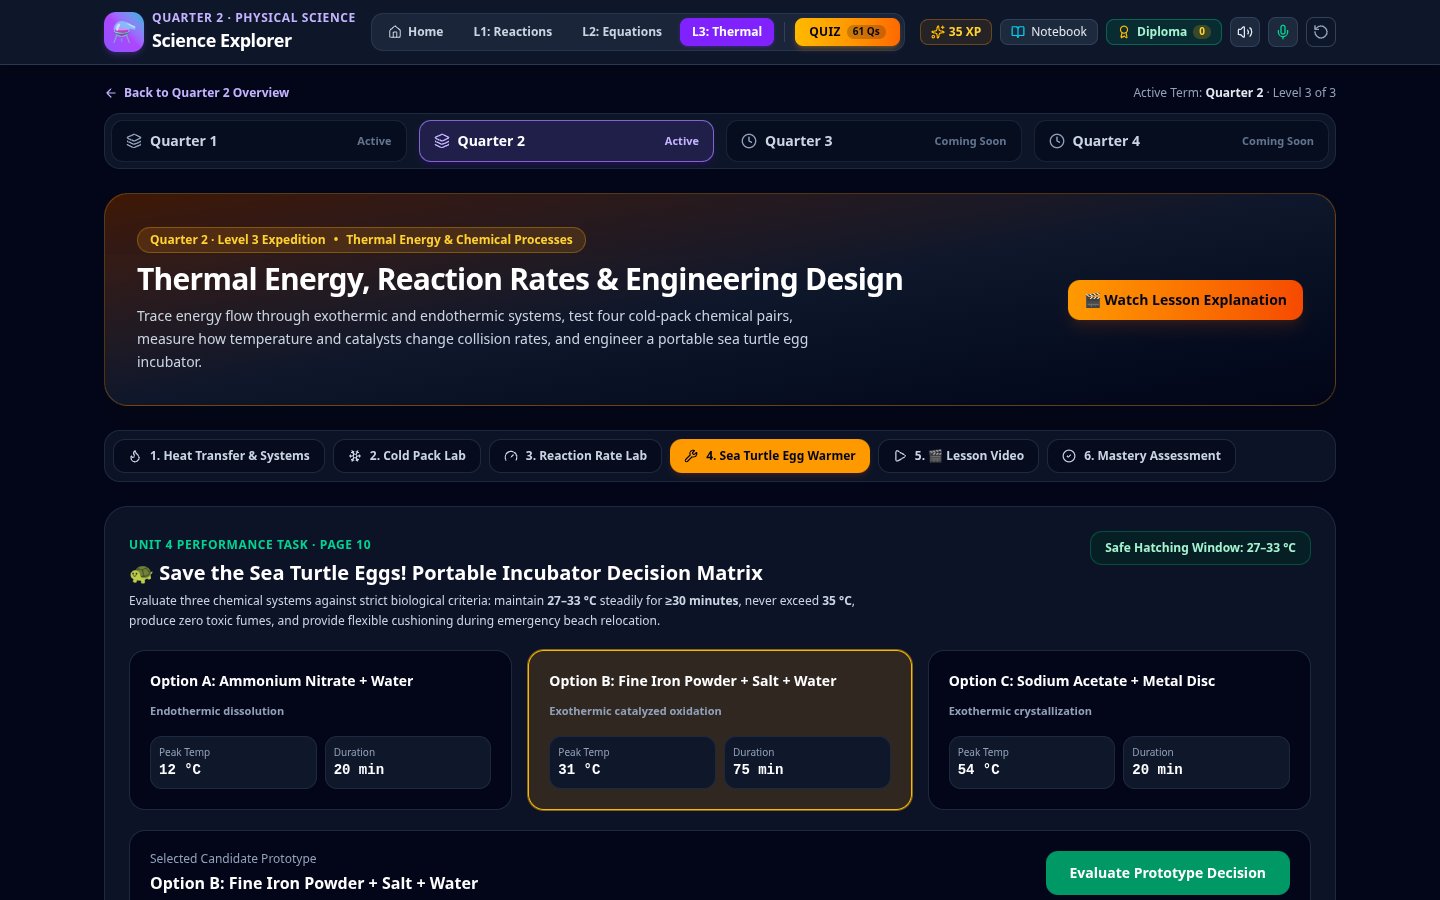 QUARTER 2 · PHYSICAL SCIENCE
Science Explorer
Home
L1: Reactions
L2: Equations
L3: Thermal
QUIZ 61 Qs
35 XP
Notebook
Diploma 0
Back to Quarter 2 Overview
Active Term: Quarter 2 · Level 3 of 3
Quarter 1 Active
Quarter 2 Active
Quarter 3 Coming Soon
Quarter 4 Coming Soon
Quarter 2 · Level 3 Expedition • Thermal Energy & Chemical Processes
Thermal Energy, Reaction Rates & Engineering Design
Trace energy flow through exothermic and endothermic systems, test four cold-pack chemical pairs,
measure how temperature and catalysts change collision rates, and engineer a portable sea turtle egg
incubator.
🎬 Watch Lesson Explanation
1. Heat Transfer & Systems
2. Cold Pack Lab
3. Reaction Rate Lab
4. Sea Turtle Egg Warmer
5. 🎬 Lesson Video
6. Mastery Assessment
UNIT 4 PERFORMANCE TASK · PAGE 10
🐢 Save the Sea Turtle Eggs! Portable Incubator Decision Matrix
Evaluate three chemical systems against strict biological criteria: maintain 27–33 °C steadily for ≥30 minutes, never exceed 35 °C,
produce zero toxic fumes, and provide flexible cushioning during emergency beach relocation.
Safe Hatching Window: 27–33 °C
Option A: Ammonium Nitrate + Water
Endothermic dissolution
Peak Temp
12 °C
Duration
20 min
Option B: Fine Iron Powder + Salt + Water
Exothermic catalyzed oxidation
Peak Temp
31 °C
Duration
75 min
Option C: Sodium Acetate + Metal Disc
Exothermic crystallization
Peak Temp
54 °C
Duration
20 min
Selected Candidate Prototype
Option B: Fine Iron Powder + Salt + Water
Evaluate Prototype Decision